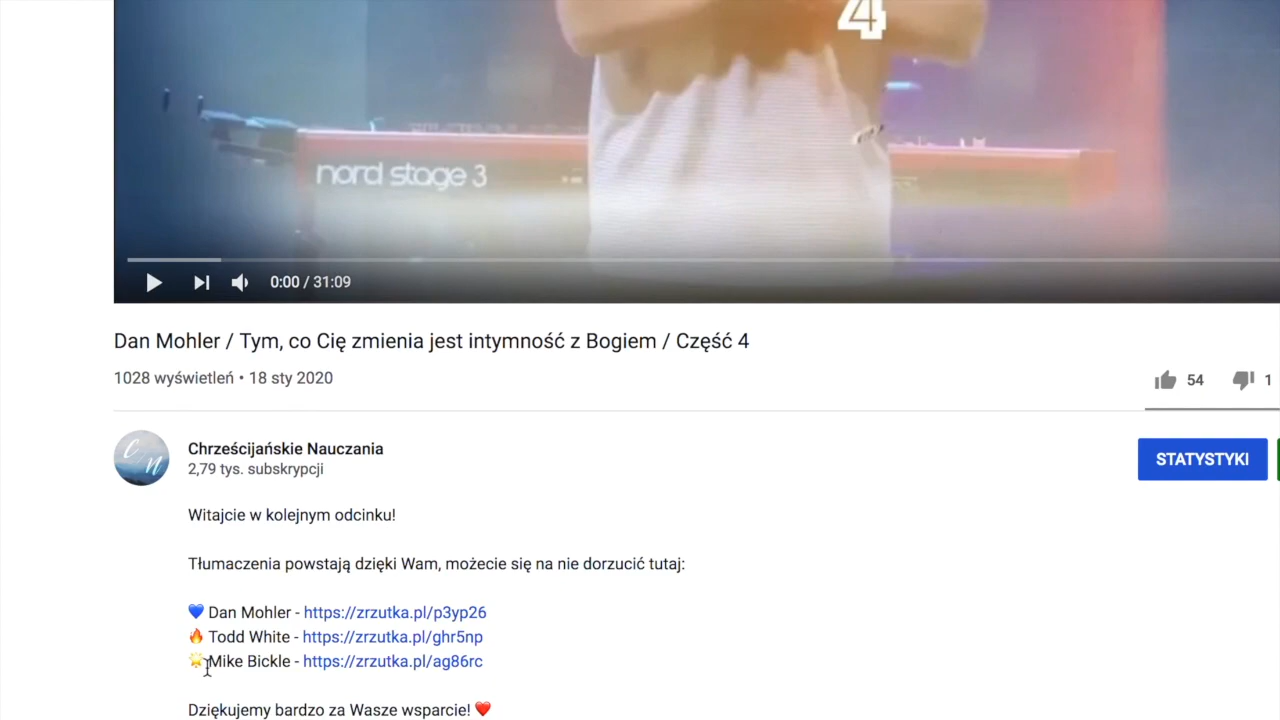 4
nord stage 3
0:00 / 31:09
Dan Mohler / Tym, co Cię zmienia jest intymność z Bogiem / Część 4
1028 wyświetleń • 18 sty 2020
54
1
C n
Chrześcijańskie Nauczania
2,79 tys. subskrypcji
STATYSTYKI
Witajcie w kolejnym odcinku!
Tłumaczenia powstają dzięki Wam, możecie się na nie dorzucić tutaj:
💙 Dan Mohler - https://zrzutka.pl/p3yp26
🔥 Todd White - https://zrzutka.pl/ghr5np
🌟 Mike Bickle - https://zrzutka.pl/ag86rc
Dziękujemy bardzo za Wasze wsparcie! ❤️